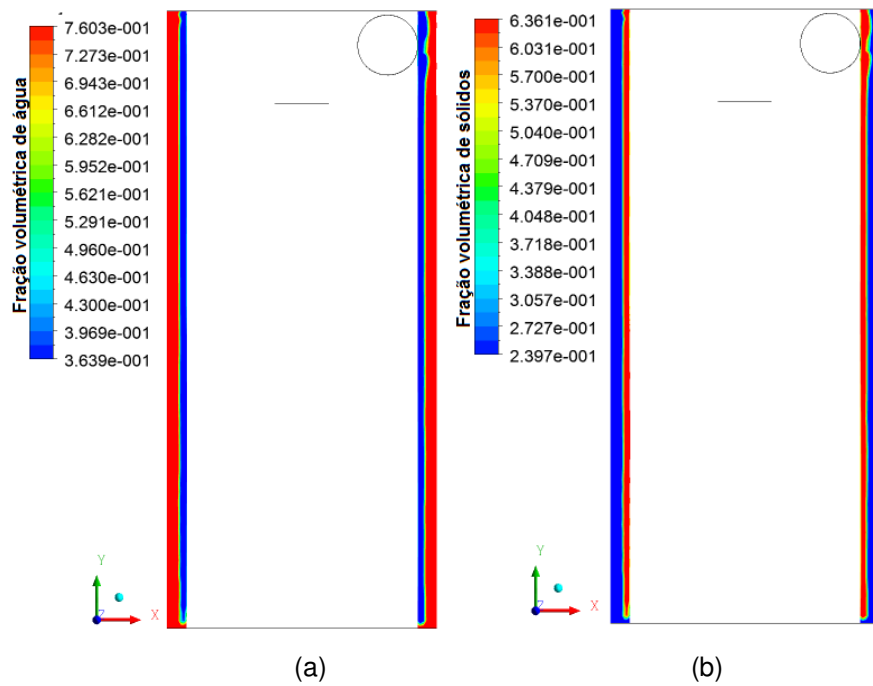 Fração volumétrica de água
7.603e-001
7.273e-001
6.943e-001
6.612e-001
6.282e-001
5.952e-001
5.621e-001
5.291e-001
4.960e-001
4.630e-001
4.300e-001
3.969e-001
3.639e-001
Y
X
Z
(a)
Fração volumétrica de sólidos
6.361e-001
6.031e-001
5.700e-001
5.370e-001
5.040e-001
4.709e-001
4.379e-001
4.048e-001
3.718e-001
3.388e-001
3.057e-001
2.727e-001
2.397e-001
Y
X
Z
(b)